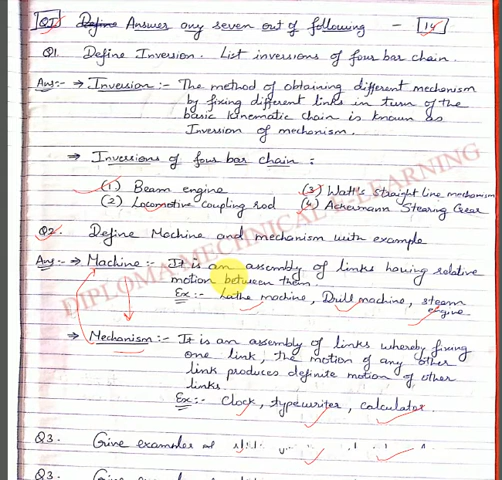 Q1) Define Answer any seven out of following - 14
Q1. Define Inversion. List inversions of four bar chain.
Ans:- → Inversion :- The method of obtaining different mechanism
by fixing different links in turn of the
basic kinematic chain is known as
Inversion of mechanism.
→ Inversions of four bar chain :
(1) Beam engine (3) Watt's Straight Line mechanism
(2) Locomotive coupling rod (4) Ackermann Stearing Gear
Q2. Define Machine and mechanism with example
Ans:- → Machine :- It is an assembly of links having relative
motion between them.
Ex :- Lathe machine, Drill machine, steam
engine
→ Mechanism :- It is an assembly of links whereby fixing
one link, the motion of any other
link produces definite motion of other
links.
Ex :- Clock, typewriter, calculator.
Q3. Give examples of
Q3.
DIPLOMA MECHNICAL E-LEARNING